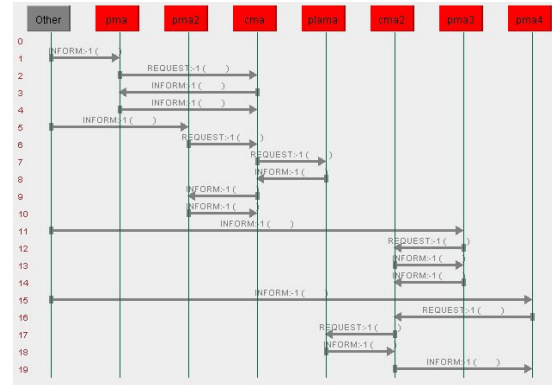 Other pma pma2 cma plama cma2 pma3 pma4
0
INFORM:-1 ( )
1
REQUEST:-1 ( )
2
INFORM:-1 ( )
3
INFORM:-1 ( )
4
INFORM:-1 ( )
5
REQUEST:-1 ( )
6
REQUEST:-1 ( )
7
INFORM:-1 ( )
8
INFORM:-1 (
9
INFORM:-1 (
10
INFORM:-1 ( )
11
REQUEST:-1 ( )
12
INFORM:-1 ( )
13
INFORM:-1 ( )
14
INFORM:-1 ( )
15
REQUEST:-1 ( )
16
REQUEST:-1 ( )
17
INFORM:-1 ( )
18
INFORM:-1 ( )
19